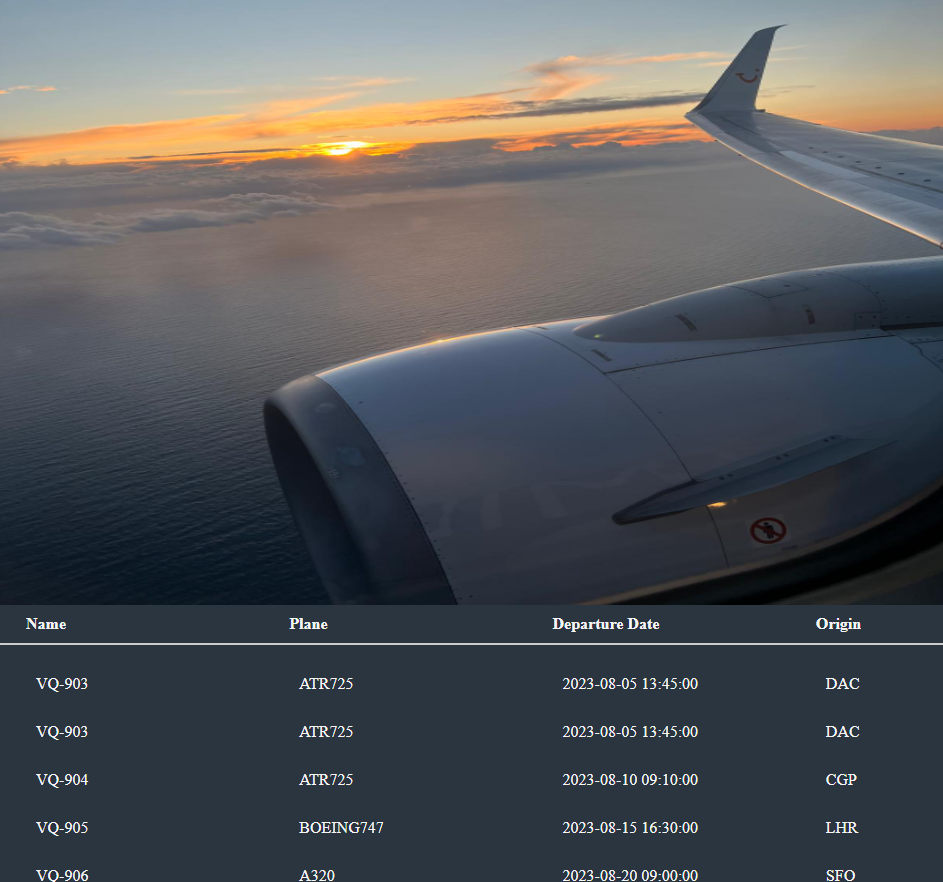 Name Plane Departure Date Origin
VQ-903 ATR725 2023-08-05 13:45:00 DAC
VQ-903 ATR725 2023-08-05 13:45:00 DAC
VQ-904 ATR725 2023-08-10 09:10:00 CGP
VQ-905 BOEING747 2023-08-15 16:30:00 LHR
VQ-906 A320 2023-08-20 09:00:00 SFO